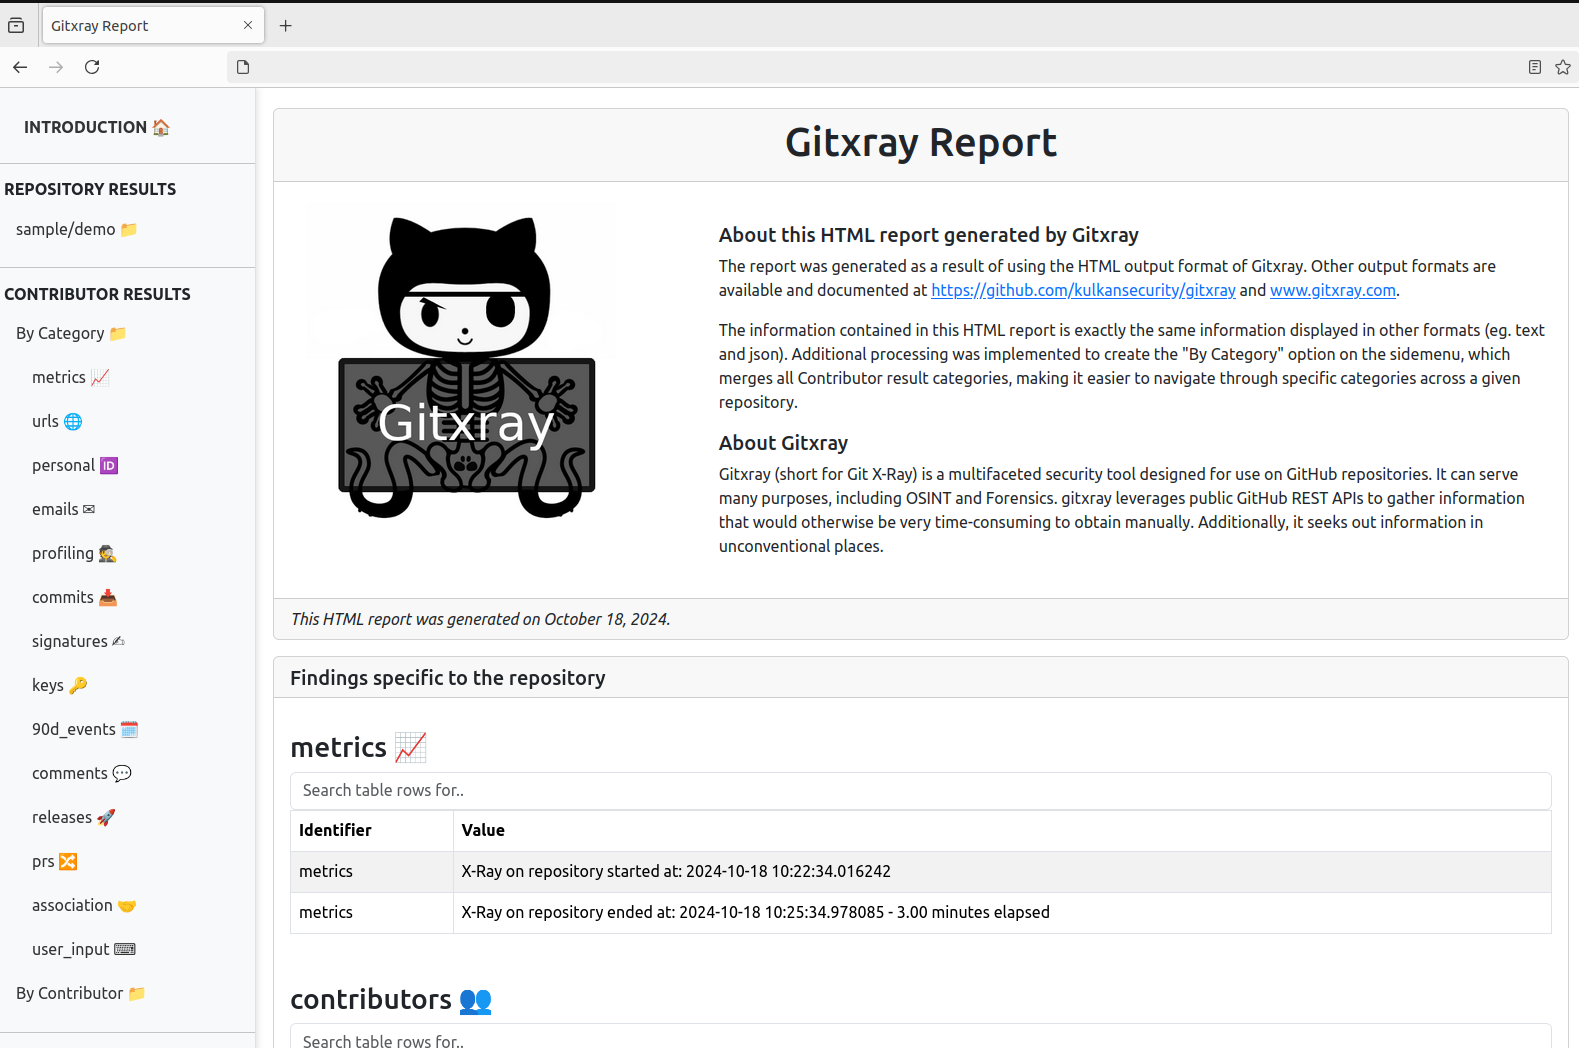 Gitxray Report
INTRODUCTION 🏠
REPOSITORY RESULTS
sample/demo 📁
CONTRIBUTOR RESULTS
By Category 📁
metrics 📈
urls 🌐
personal 🆔
emails ✉
profiling 🕵
commits 📥
signatures ✍
keys 🔑
90d_events 🗓
comments 💬
releases 🚀
prs 🔀
association 🤝
user_input ⌨
By Contributor 📁
Gitxray Report
Gitxray
About this HTML report generated by Gitxray
The report was generated as a result of using the HTML output format of Gitxray. Other output formats are
available and documented at https://github.com/kulkansecurity/gitxray and www.gitxray.com.
The information contained in this HTML report is exactly the same information displayed in other formats (eg. text
and json). Additional processing was implemented to create the "By Category" option on the sidemenu, which
merges all Contributor result categories, making it easier to navigate through specific categories across a given
repository.
About Gitxray
Gitxray (short for Git X-Ray) is a multifaceted security tool designed for use on GitHub repositories. It can serve
many purposes, including OSINT and Forensics. gitxray leverages public GitHub REST APIs to gather information
that would otherwise be very time-consuming to obtain manually. Additionally, it seeks out information in
unconventional places.
This HTML report was generated on October 18, 2024.
Findings specific to the repository
metrics 📈
Search table rows for..
Identifier Value
metrics X-Ray on repository started at: 2024-10-18 10:22:34.016242
metrics X-Ray on repository ended at: 2024-10-18 10:25:34.978085 - 3.00 minutes elapsed
contributors 👥
Search table rows for..